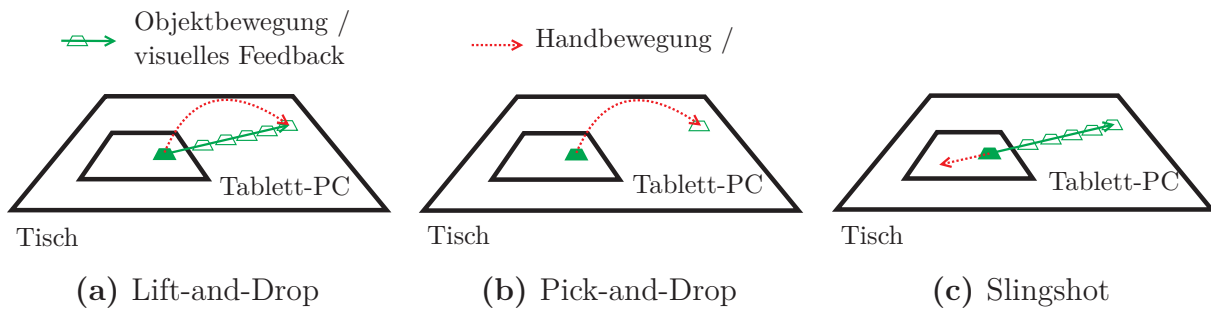 Objektbewegung /
visuelles Feedback
Handbewegung /
Tablett-PC
Tisch
Tablett-PC
Tisch
Tablett-PC
Tisch
(a) Lift-and-Drop
(b) Pick-and-Drop
(c) Slingshot